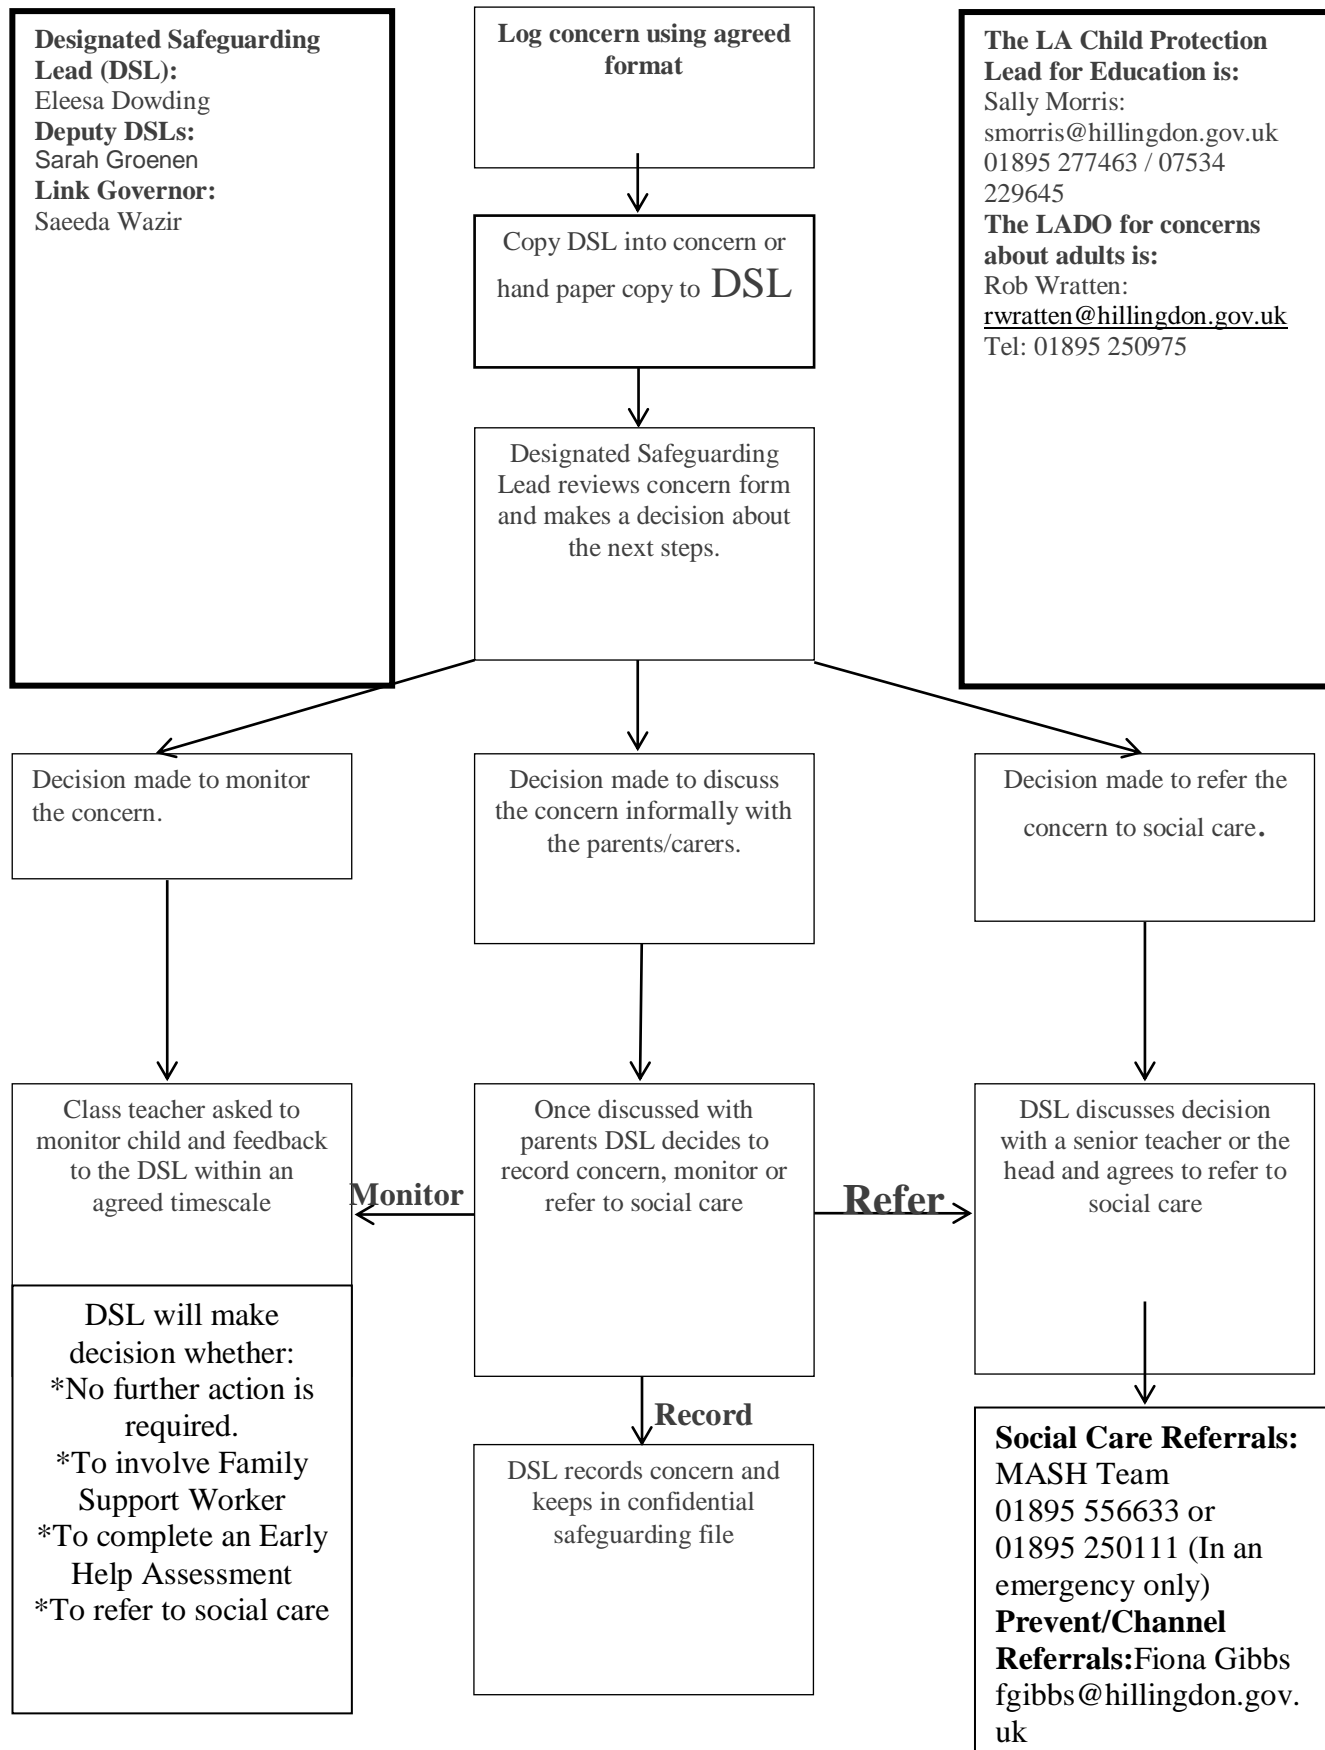 Designated Safeguarding
Lead (DSL):
Eleesa Dowding
Deputy DSLs:
Sarah Groenen
Link Governor:
Saeeda Wazir
Log concern using agreed
format
The LA Child Protection
Lead for Education is:
Sally Morris:
smorris@hillingdon.gov.uk
01895 277463 / 07534
229645
The LADO for concerns
about adults is:
Rob Wratten:
rwratten@hillingdon.gov.uk
Tel: 01895 250975
Copy DSL into concern or
hand paper copy to DSL
Designated Safeguarding
Lead reviews concern form
and makes a decision about
the next steps.
Decision made to monitor
the concern.
Decision made to discuss
the concern informally with
the parents/carers.
Decision made to refer the
concern to social care.
Class teacher asked to
monitor child and feedback
to the DSL within an
agreed timescale
Monitor
Once discussed with
parents DSL decides to
record concern, monitor or
refer to social care
Refer
DSL discusses decision
with a senior teacher or the
head and agrees to refer to
social care
DSL will make
decision whether:
*No further action is
required.
*To involve Family
Support Worker
*To complete an Early
Help Assessment
*To refer to social care
Record
DSL records concern and
keeps in confidential
safeguarding file
Social Care Referrals:
MASH Team
01895 556633 or
01895 250111 (In an
emergency only)
Prevent/Channel
Referrals:Fiona Gibbs
fgibbs@hillingdon.gov.
uk